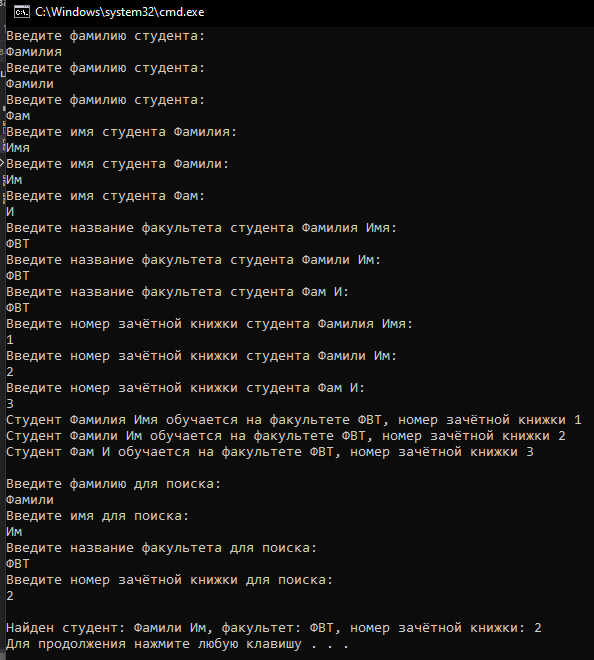 C:\Windows\system32\cmd.exe
Введите фамилию студента:
Фамилия
Введите фамилию студента:
Фамили
Введите фамилию студента:
Фам
Введите имя студента Фамилия:
Имя
Введите имя студента Фамили:
Им
Введите имя студента Фам:
И
Введите название факультета студента Фамилия Имя:
ФВТ
Введите название факультета студента Фамили Им:
ФВТ
Введите название факультета студента Фам И:
ФВТ
Введите номер зачётной книжки студента Фамилия Имя:
1
Введите номер зачётной книжки студента Фамили Им:
2
Введите номер зачётной книжки студента Фам И:
3
Студент Фамилия Имя обучается на факультете ФВТ, номер зачётной книжки 1
Студент Фамили Им обучается на факультете ФВТ, номер зачётной книжки 2
Студент Фам И обучается на факультете ФВТ, номер зачётной книжки 3
Введите фамилию для поиска:
Фамили
Введите имя для поиска:
Им
Введите название факультета для поиска:
ФВТ
Введите номер зачётной книжки для поиска:
2
Найден студент: Фамили Им, факультет: ФВТ, номер зачётной книжки: 2
Для продолжения нажмите любую клавишу . . .